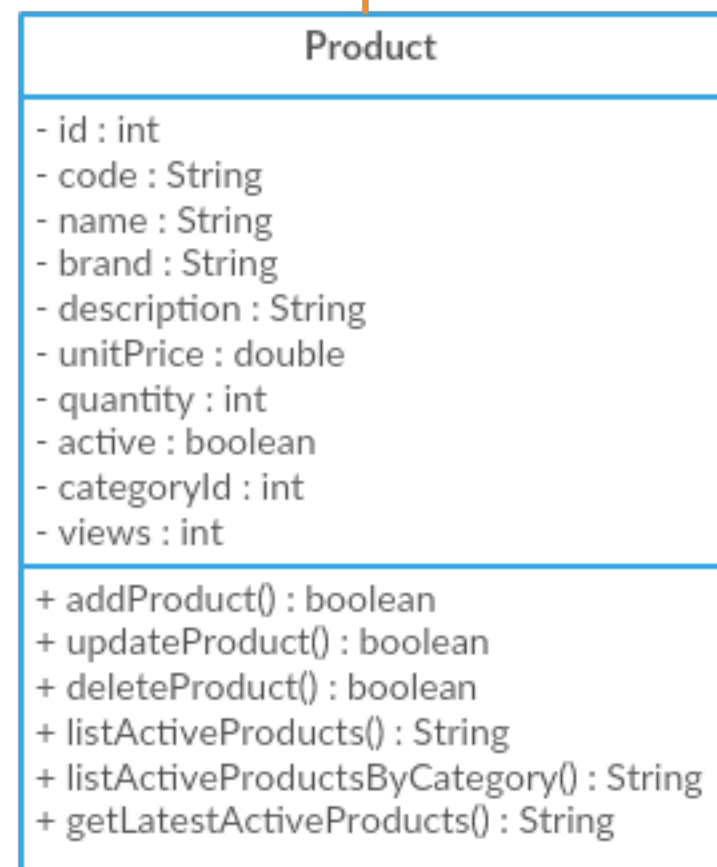 Product
- id : int
- code : String
- name : String
- brand : String
- description : String
- unitPrice : double
- quantity : int
- active : boolean
- categoryId : int
- views : int
+ addProduct() : boolean
+ updateProduct() : boolean
+ deleteProduct() : boolean
+ listActiveProducts() : String
+ listActiveProductsByCategory() : String
+ getLatestActiveProducts() : String